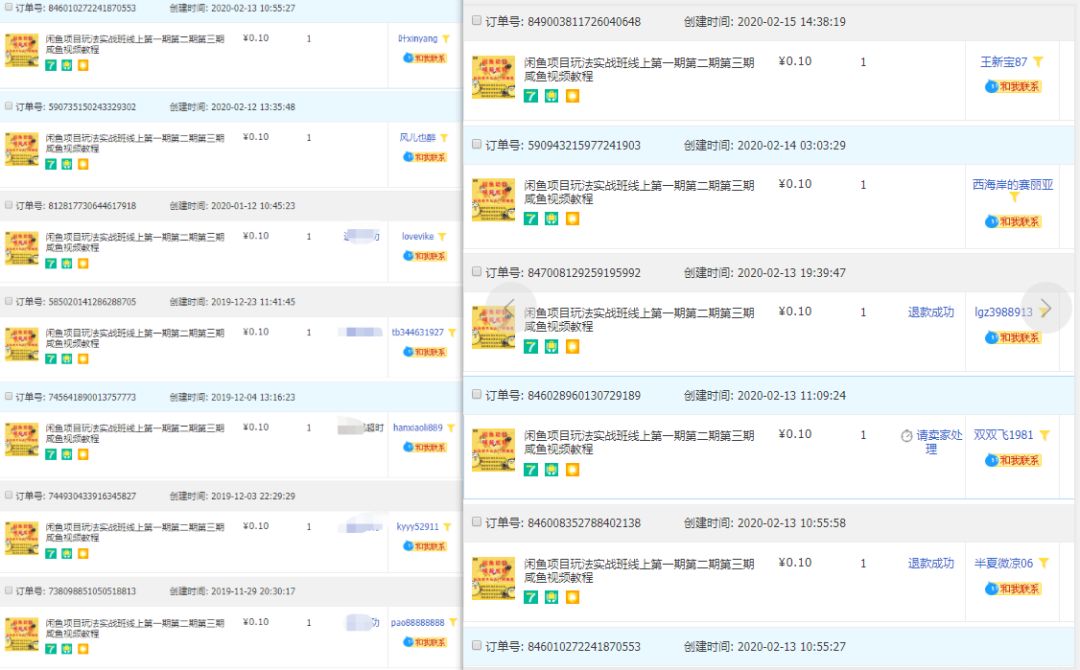 订单号: 846010272241870553 创建时间: 2020-02-13 10:55:27
闲鱼项目玩法实战班线上第一期第二期第三期 ¥0.10 1 叶xinyang
咸鱼视频教程
和我联系
订单号: 590735150243329302 创建时间: 2020-02-12 13:35:48
闲鱼项目玩法实战班线上第一期第二期第三期 ¥0.10 1 风儿也醉
咸鱼视频教程
和我联系
订单号: 812817730644617918 创建时间: 2020-01-12 10:45:23
闲鱼项目玩法实战班线上第一期第二期第三期 ¥0.10 1 lovevike
咸鱼视频教程
和我联系
订单号: 585020141286288705 创建时间: 2019-12-23 11:41:45
闲鱼项目玩法实战班线上第一期第二期第三期 ¥0.10 1 tb344631927
咸鱼视频教程
和我联系
订单号: 745641890013757773 创建时间: 2019-12-04 13:16:23
闲鱼项目玩法实战班线上第一期第二期第三期 ¥0.10 1 超时 hanxiaoli889
咸鱼视频教程
和我联系
订单号: 744930433916345827 创建时间: 2019-12-03 22:29:29
闲鱼项目玩法实战班线上第一期第二期第三期 ¥0.10 1 kyyy52911
咸鱼视频教程
和我联系
订单号: 738098851050518813 创建时间: 2019-11-29 20:30:17
闲鱼项目玩法实战班线上第一期第二期第三期 ¥0.10 1 功 pao88888888
咸鱼视频教程
和我联系
订单号: 849003811726040648 创建时间: 2020-02-15 14:38:19
闲鱼项目玩法实战班线上第一期第二期第三期 ¥0.10 1 王新宝87
咸鱼视频教程
和我联系
订单号: 590943215977241903 创建时间: 2020-02-14 03:03:29
闲鱼项目玩法实战班线上第一期第二期第三期 ¥0.10 1 西海岸的赛丽亚
咸鱼视频教程
和我联系
订单号: 847008129259195992 创建时间: 2020-02-13 19:39:47
闲鱼项目玩法实战班线上第一期第二期第三期 ¥0.10 1 退款成功 lgz3988913
咸鱼视频教程
和我联系
订单号: 846028960130729189 创建时间: 2020-02-13 11:09:24
闲鱼项目玩法实战班线上第一期第二期第三期 ¥0.10 1 请卖家处 双双飞1981
咸鱼视频教程 理
和我联系
订单号: 846008352788402138 创建时间: 2020-02-13 10:55:58
闲鱼项目玩法实战班线上第一期第二期第三期 ¥0.10 1 退款成功 半夏微凉06
咸鱼视频教程
和我联系
订单号: 846010272241870553 创建时间: 2020-02-13 10:55:27